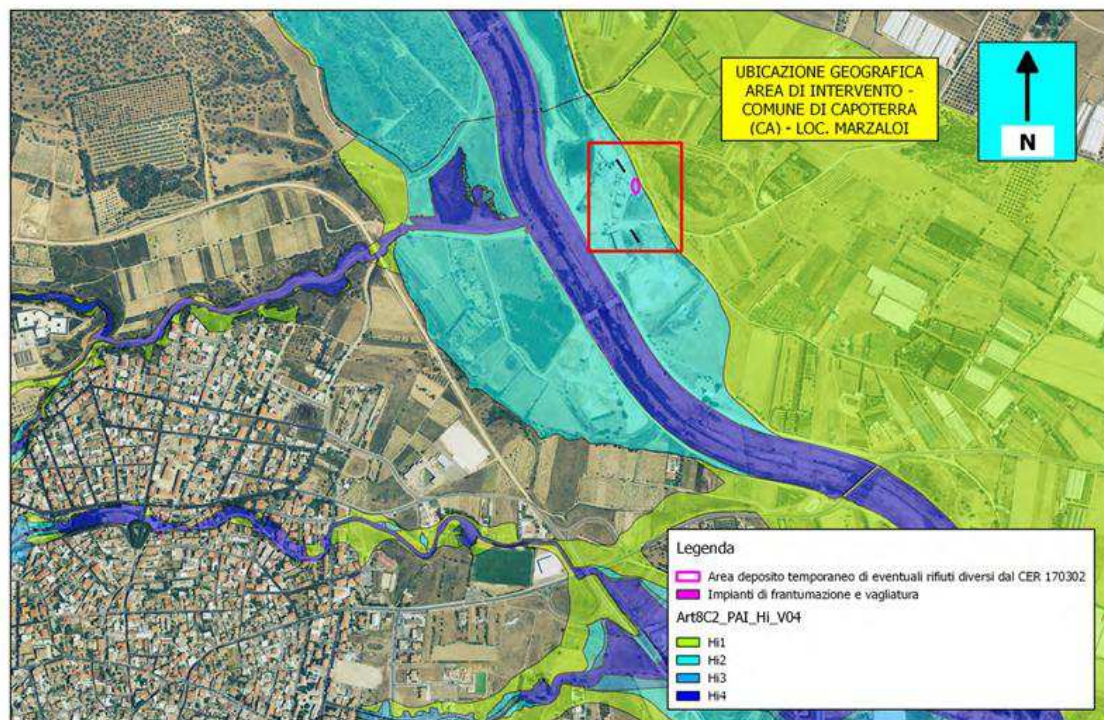 UBICAZIONE GEOGRAFICA
AREA DI INTERVENTO -
COMUNE DI CAPOTERRA
(CA) - LOC. MARZALOI
N
Legenda
Area deposito temporaneo di eventuali rifiuti diversi dal CER 170302
Impianti di frantumazione e vagliatura
Art8C2_PAI_Hi_V04
Hi1
Hi2
Hi3
Hi4